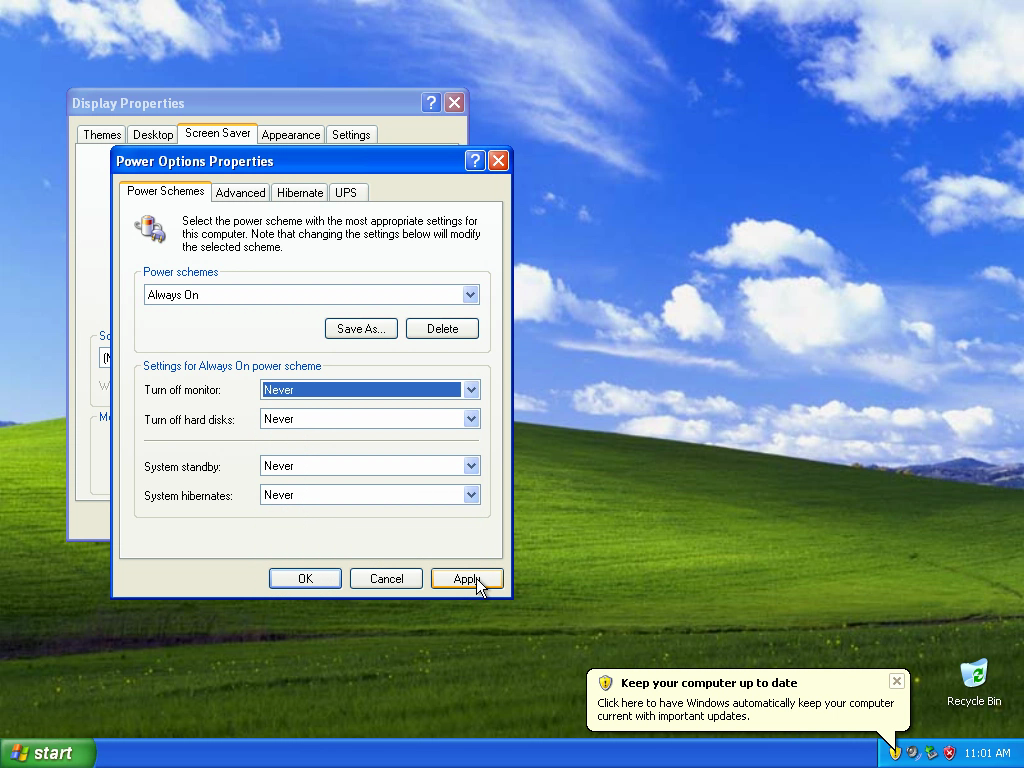 Display Properties
Themes Desktop Screen Saver Appearance Settings
Power Options Properties
Power Schemes Advanced Hibernate UPS
Select the power scheme with the most appropriate settings for
this computer. Note that changing the settings below will modify
the selected scheme.
Power schemes
Always On
Save As... Delete
Settings for Always On power scheme
Turn off monitor: Never
Turn off hard disks: Never
System standby: Never
System hibernates: Never
OK Cancel Apply
Keep your computer up to date
Click here to have Windows automatically keep your computer
current with important updates.
Recycle Bin
start
11:01 AM